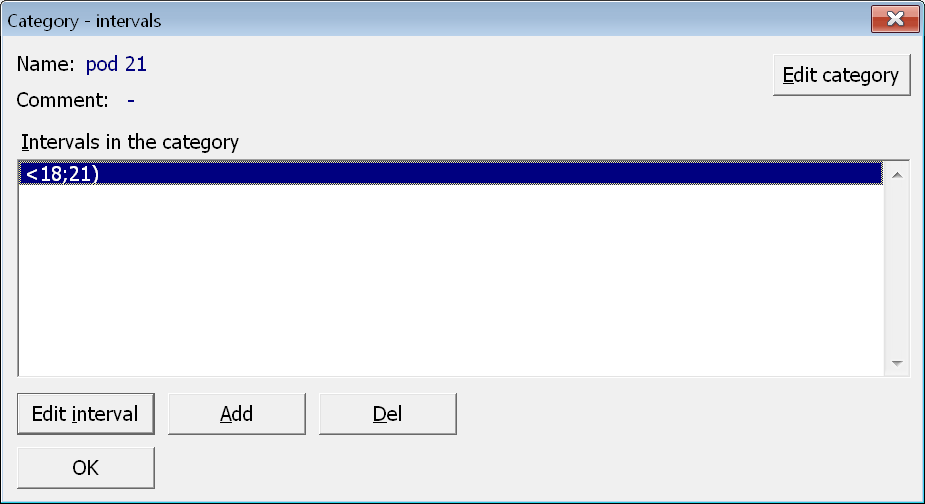 Category - intervals
Name: pod 21
Edit category
Comment: -
Intervals in the category
<18;21)
Edit interval Add Del
OK